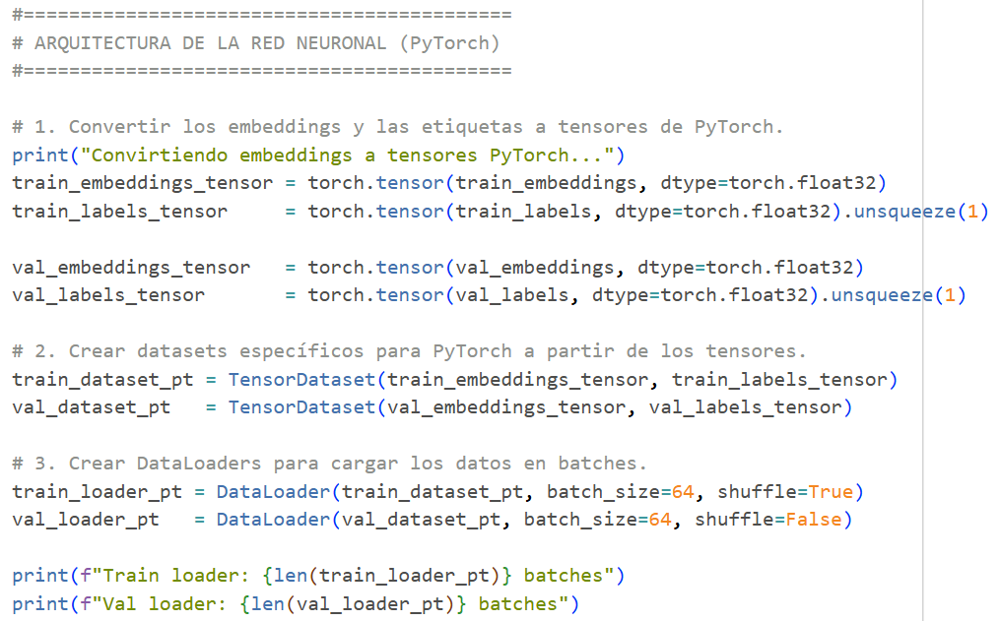 #===========================================
# ARQUITECTURA DE LA RED NEURONAL (PyTorch)
#===========================================
# 1. Convertir los embeddings y las etiquetas a tensores de PyTorch.
print("Convirtiendo embeddings a tensores PyTorch...")
train_embeddings_tensor = torch.tensor(train_embeddings, dtype=torch.float32)
train_labels_tensor     = torch.tensor(train_labels, dtype=torch.float32).unsqueeze(1)
val_embeddings_tensor   = torch.tensor(val_embeddings, dtype=torch.float32)
val_labels_tensor       = torch.tensor(val_labels, dtype=torch.float32).unsqueeze(1)
# 2. Crear datasets específicos para PyTorch a partir de los tensores.
train_dataset_pt = TensorDataset(train_embeddings_tensor, train_labels_tensor)
val_dataset_pt   = TensorDataset(val_embeddings_tensor, val_labels_tensor)
# 3. Crear DataLoaders para cargar los datos en batches.
train_loader_pt = DataLoader(train_dataset_pt, batch_size=64, shuffle=True)
val_loader_pt   = DataLoader(val_dataset_pt, batch_size=64, shuffle=False)
print(f"Train loader: {len(train_loader_pt)} batches")
print(f"Val loader: {len(val_loader_pt)} batches")